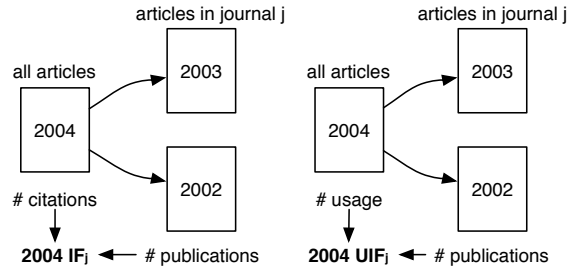 articles in journal j
2003
all articles
2004
2002
# citations
2004 IFj
# publications
articles in journal j
2003
all articles
2004
2002
# usage
2004 UIFj
# publications